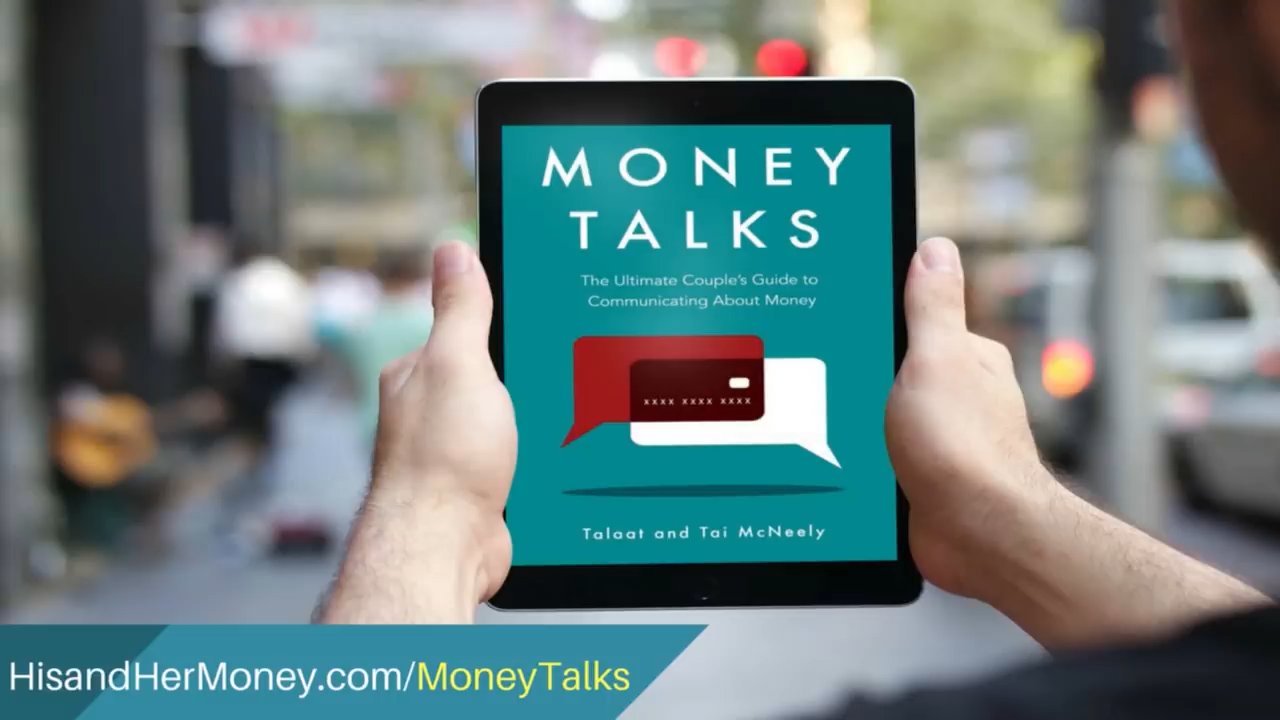 MONEY
TALKS
The Ultimate Couple's Guide to
Communicating About Money
xxxx xxxx xxxx
Talaat and Tai McNeely
HisandHerMoney.com/MoneyTalks